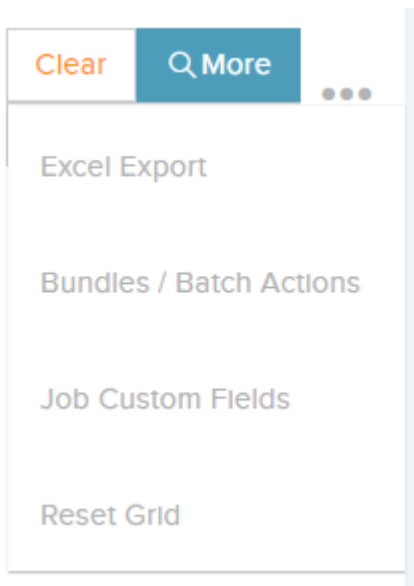 Clear More
Excel Export
Bundles / Batch Actions
Job Custom Fields
Reset Grid